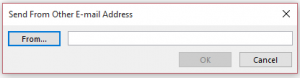 Send From Other E-mail Address
From...
OK Cancel